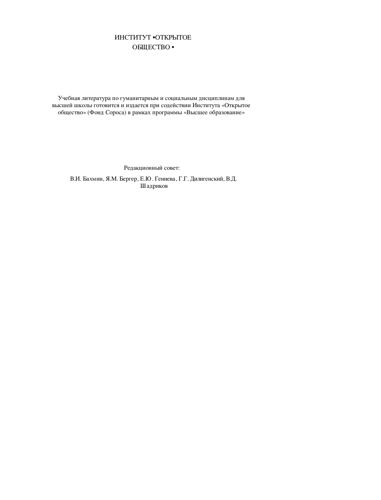 ИНСТИТУТ •ОТКРЫТОЕ
ОБЩЕСТВО •
Учебная литература по гуманитарным и социальным дисциплинам для
высшей школы готовится и издается при содействии Института «Открытое
общество» (Фонд Сороса) в рамках программы «Высшее образование»
Редакционный совет:
В.И. Бахмин, Я.М. Бергер, Е.Ю. Гениева, Г.Г. Дилигенский, В.Д.
Шадриков